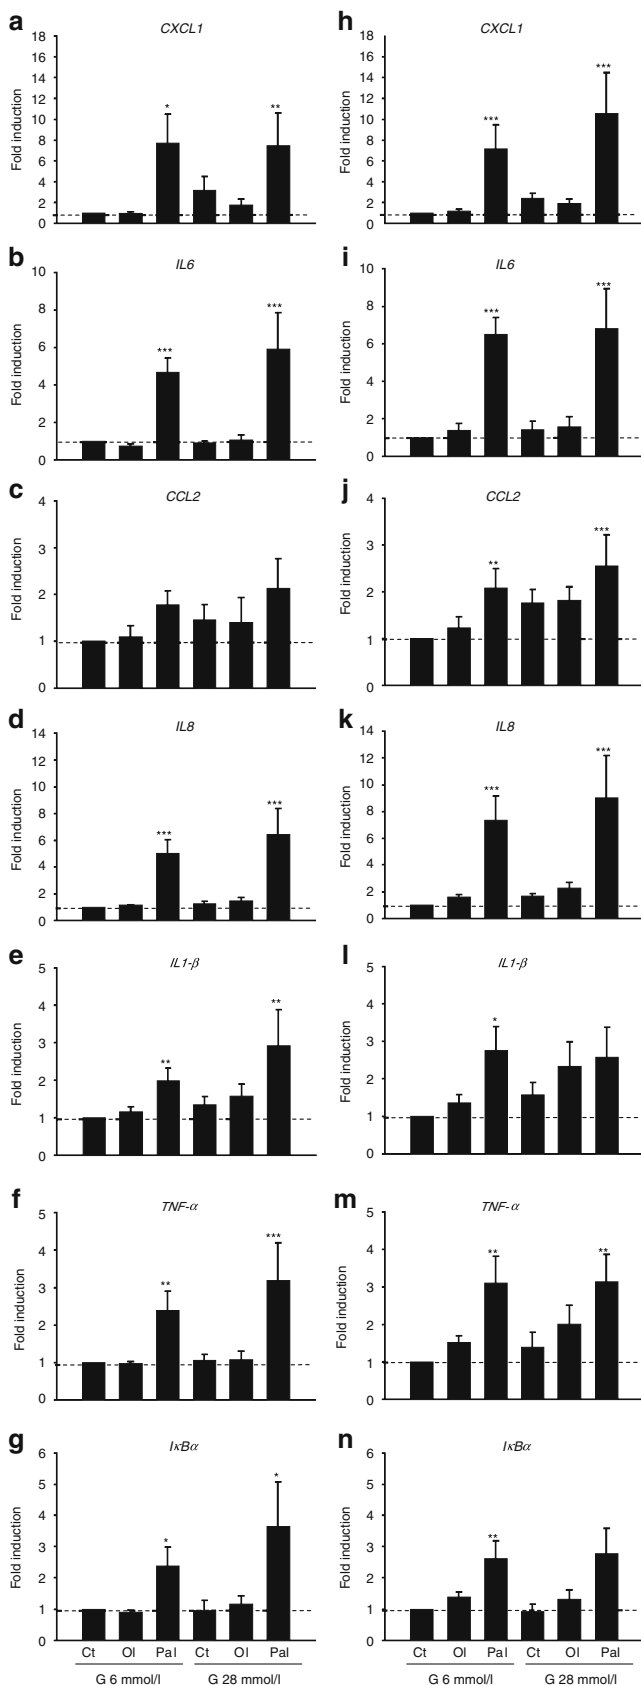 a
CXCL1
Fold induction
18
16
14
12
10
8
6
4
2
0
*
**
b
IL6
Fold induction
10
8
6
4
2
0
***
***
c
CCL2
Fold induction
4
3
2
1
0
d
IL8
Fold induction
14
12
10
8
6
4
2
0
***
***
e
IL1-β
Fold induction
5
4
3
2
1
0
**
**
f
TNF-α
Fold induction
5
4
3
2
1
0
**
***
g
IκBα
Fold induction
6
5
4
3
2
1
0
*
*
Ct Ol Pal Ct Ol Pal
G 6 mmol/l G 28 mmol/l
h
CXCL1
Fold induction
18
16
14
12
10
8
6
4
2
0
***
***
i
IL6
Fold induction
10
8
6
4
2
0
***
***
j
CCL2
Fold induction
4
3
2
1
0
**
***
k
IL8
Fold induction
14
12
10
8
6
4
2
0
***
***
l
IL1-β
Fold induction
5
4
3
2
1
0
*
m
TNF-α
Fold induction
5
4
3
2
1
0
**
**
n
IκBα
Fold induction
6
5
4
3
2
1
0
**
Ct Ol Pal Ct Ol Pal
G 6 mmol/l G 28 mmol/l